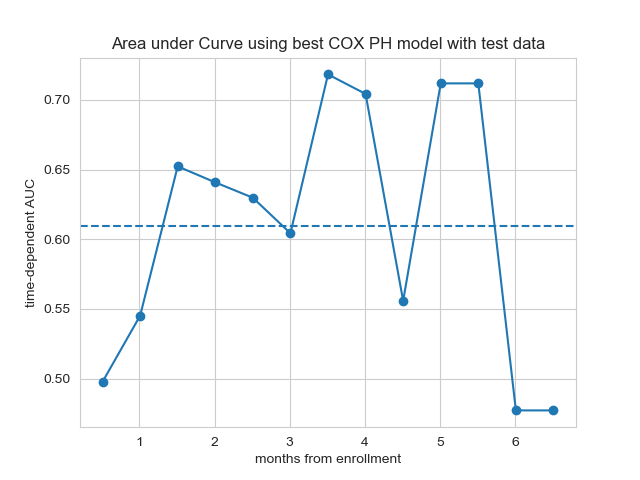 Area under Curve using best COX PH model with test data
time-dependent AUC
0.70
0.65
0.60
0.55
0.50
1 2 3 4 5 6
months from enrollment